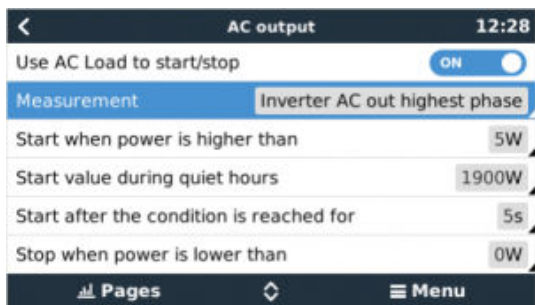 AC output 12:28
Use AC Load to start/stop ON
Measurement Inverter AC out highest phase
Start when power is higher than 5W
Start value during quiet hours 1900W
Start after the condition is reached for 5s
Stop when power is lower than 0W
Pages Menu